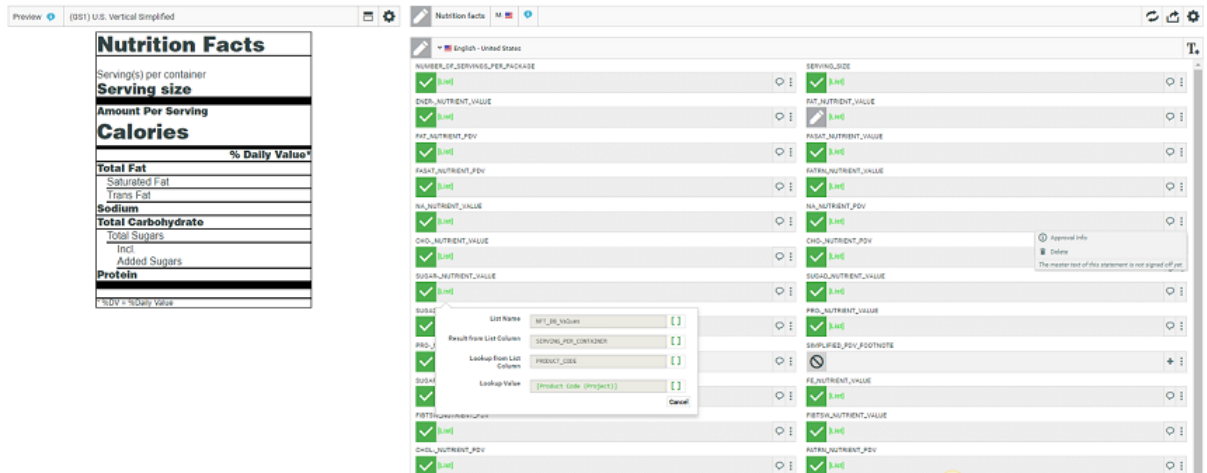 Preview
(GS1) U.S. Vertical Simplified
Nutrition facts
M:
Nutrition Facts
Serving(s) per container
Serving size
Amount Per Serving
Calories
% Daily Value*
Total Fat
Saturated Fat
Trans Fat
Sodium
Total Carbohydrate
Total Sugars
Incl.
Added Sugars
Protein
* %DV = %Daily Value
English - United States
NUMBER_OF_SERVINGS_PER_PACKAGE
[List]
SERVING_SIZE
[List]
ENER-_NUTRIENT_VALUE
[List]
FAT_NUTRIENT_VALUE
[List]
FAT_NUTRIENT_PDV
[List]
FASAT_NUTRIENT_VALUE
[List]
FASAT_NUTRIENT_PDV
[List]
FATRN_NUTRIENT_VALUE
[List]
NA_NUTRIENT_VALUE
[List]
NA_NUTRIENT_PDV
[List]
CHO-_NUTRIENT_VALUE
[List]
CHO-_NUTRIENT_PDV
[List]
Approval Info
Delete
The master text of this statement is not signed off yet.
SUGAR-_NUTRIENT_VALUE
[List]
SUGAD_NUTRIENT_VALUE
[List]
SUGAD
PRO-_NUTRIENT_VALUE
[List]
List Name
NFT_DB_Values
[ ]
Result from List Column
SERVING_PER_CONTAINER
[ ]
Lookup from List Column
PRODUCT_CODE
[ ]
Lookup Value
[Product Code (Project)]
[ ]
Cancel
PRO-_
SIMPLIFIED_PDV_FOOTNOTE
SUGAR
FE_NUTRIENT_VALUE
[List]
FIBTSW_NUTRIENT_PDV
[List]
FIBTSW_NUTRIENT_VALUE
[List]
CHOL-_NUTRIENT_PDV
[List]
FATRN_NUTRIENT_PDV
[List]